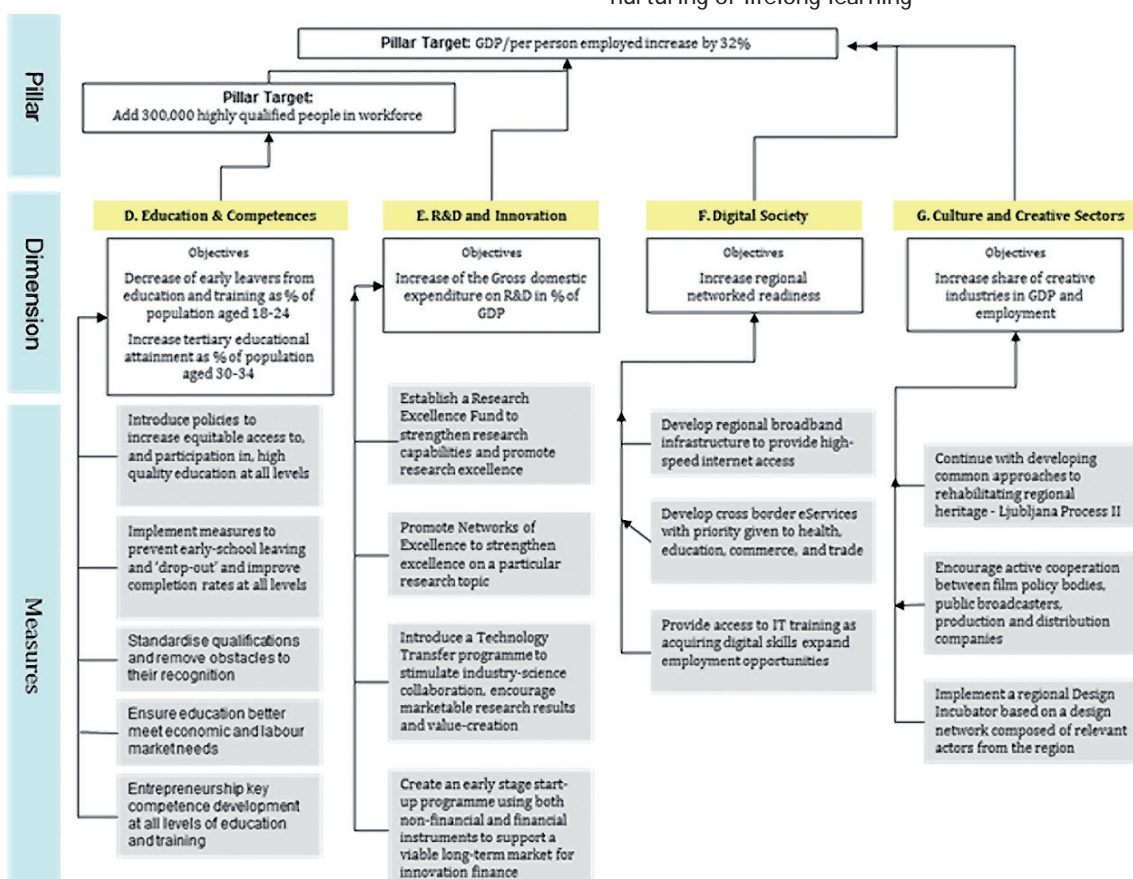 nurturing of lifelong learning
Pillar
Pillar Target: GDP/per person employed increase by 32%
Pillar Target:
Add 300,000 highly qualified people in workforce
Dimension
D. Education & Competences
Objectives
Decrease of early leavers from
education and training as % of
population aged 18-24
Increase tertiary educational
attainment as % of population
aged 30-34
E. R&D and Innovation
Objectives
Increase of the Gross domestic
expenditure on R&D in % of
GDP
F. Digital Society
Objectives
Increase regional
networked readiness
G. Culture and Creative Sectors
Objectives
Increase share of creative
industries in GDP and
employment
Measures
Introduce policies to
increase equitable access to,
and participation in, high
quality education at all levels
Implement measures to
prevent early-school leaving
and 'drop-out' and improve
completion rates at all levels
Standardise qualifications
and remove obstacles to
their recognition
Ensure education better
meet economic and labour
market needs
Entrepreneurship key
competence development
at all levels of education
and training
Establish a Research
Excellence Fund to
strengthen research
capabilities and promote
research excellence
Promote Networks of
Excellence to strengthen
excellence on a particular
research topic
Introduce a Technology
Transfer programme to
stimulate industry-science
collaboration, encourage
marketable research results
and value-creation
Create an early stage start-
up programme using both
non-financial and financial
instruments to support a
viable long-term market for
innovation finance
Develop regional broadband
infrastructure to provide high-
speed internet access
Develop cross border eServices
with priority given to health,
education, commerce, and trade
Provide access to IT training as
acquiring digital skills expand
employment opportunities
Continue with developing
common approaches to
rehabilitating regional
heritage - Ljubljana Process II
Encourage active cooperation
between film policy bodies,
public broadcasters,
production and distribution
companies
Implement a regional Design
Incubator based on a design
network composed of relevant
actors from the region